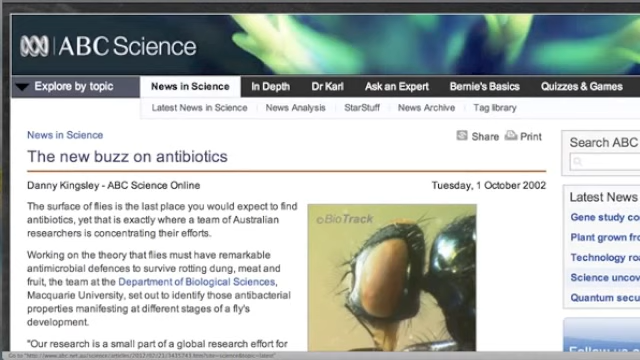 ABC Science
Explore by topic
News in Science In Depth Dr Karl Ask an Expert Bernie's Basics Quizzes & Games
Latest News in Science News Analysis StarStuff News Archive Tag library
News in Science
Share Print
The new buzz on antibiotics
Danny Kingsley - ABC Science Online
Tuesday, 1 October 2002
The surface of flies is the last place you would expect to find
antibiotics, yet that is exactly where a team of Australian
researchers is concentrating their efforts.
Working on the theory that flies must have remarkable
antimicrobial defences to survive rotting dung, meat and
fruit, the team at the Department of Biological Sciences,
Macquarie University, set out to identify those antibacterial
properties manifesting at different stages of a fly's
development.
"Our research is a small part of a global research effort for
©BioTrack
Search ABC
Latest News
Gene study co
Plant grown fro
Technology roa
Science uncov
Quantum secu
Follow us